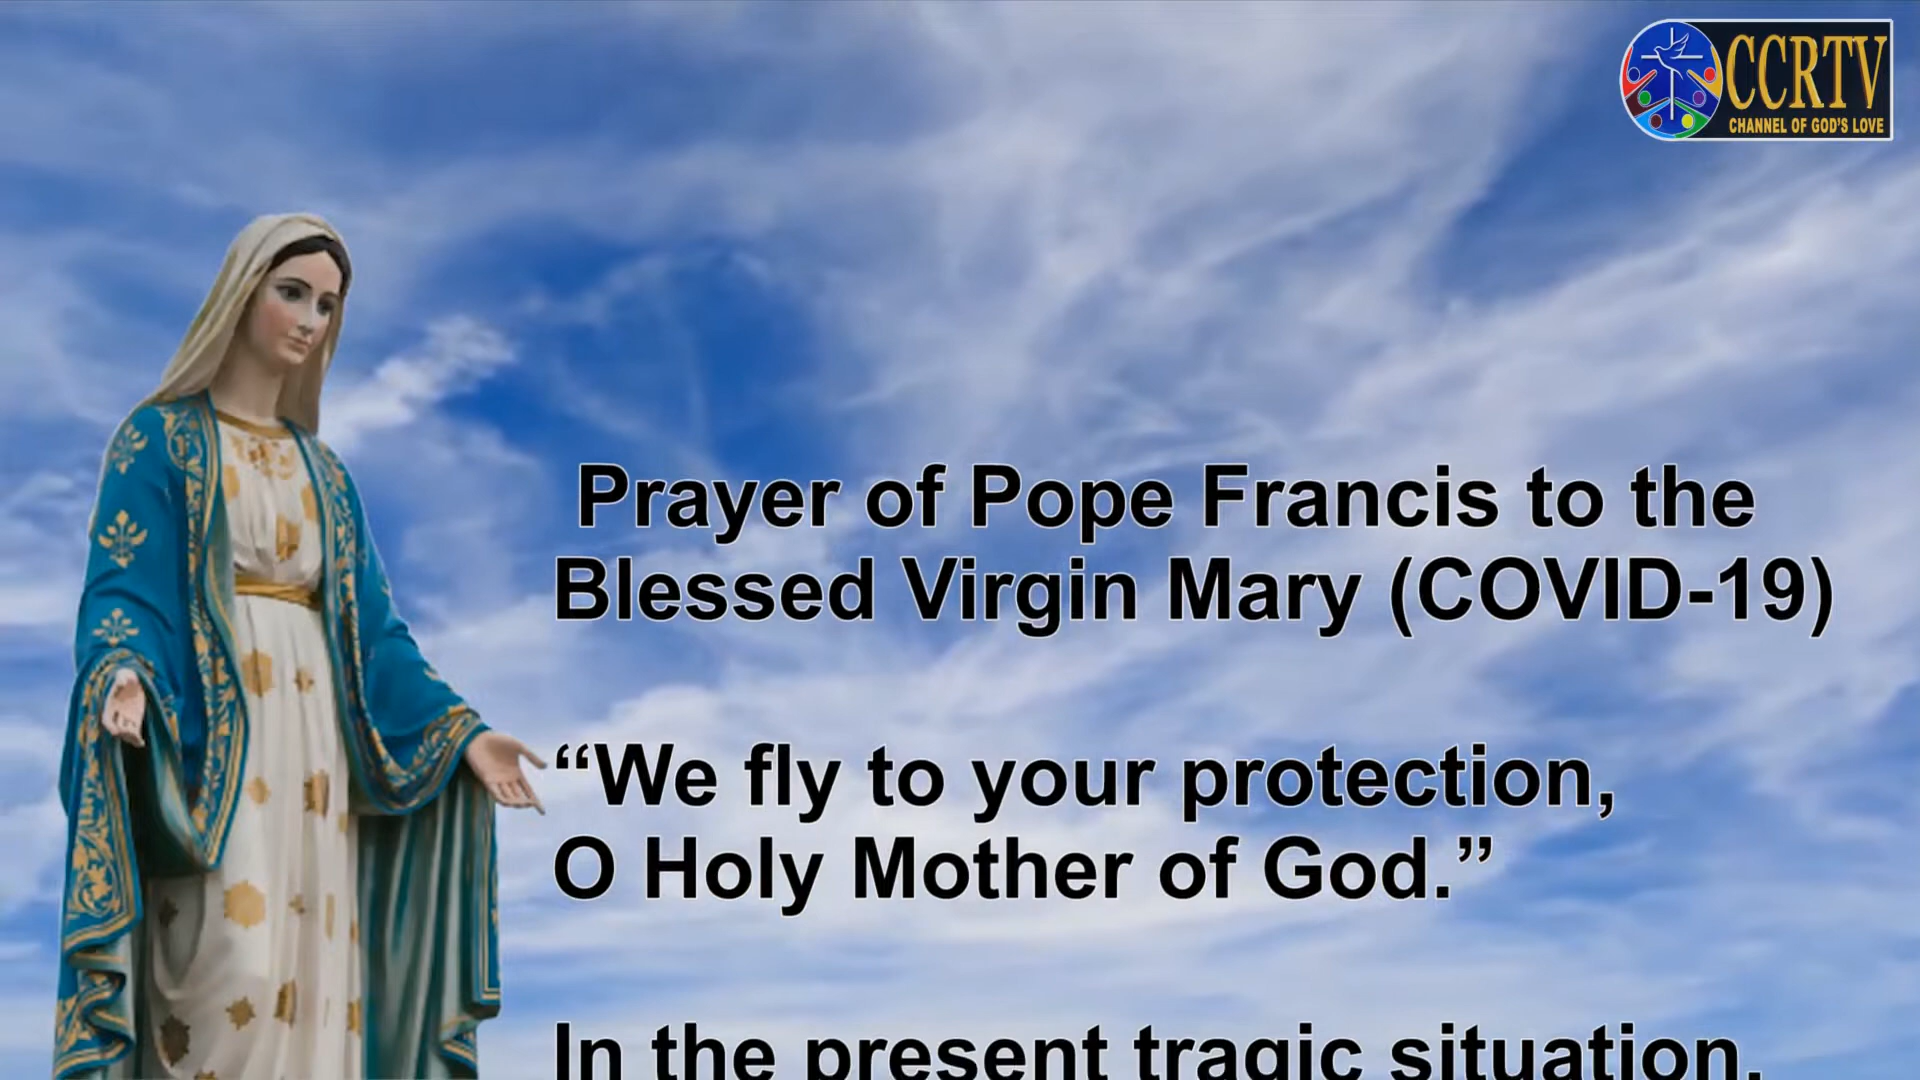 CCRTV
CHANNEL OF GOD'S LOVE
Prayer of Pope Francis to the
Blessed Virgin Mary (COVID-19)
“We fly to your protection,
O Holy Mother of God.”
In the present tragic situation,